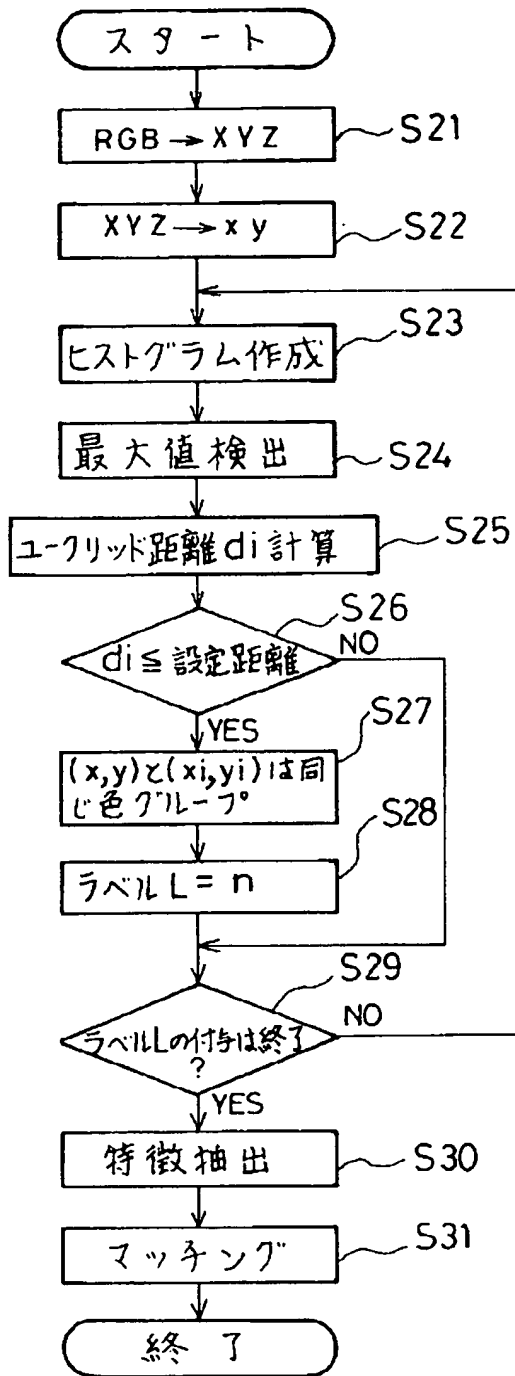 スタート
RGB→XYZ
S21
XYZ→xy
S22
S23
ヒストグラム作成
最大値検出
S24
ユークリッド距離di計算
S25
S26
di≦設定距離
NO
YES
S27
(x,y)と(xi,yi)は同
じ色グループ
S28
ラベルL=n
S29
ラベルLの付与は終了
?
NO
YES
特徴抽出
S30
マッチング
S31
終了